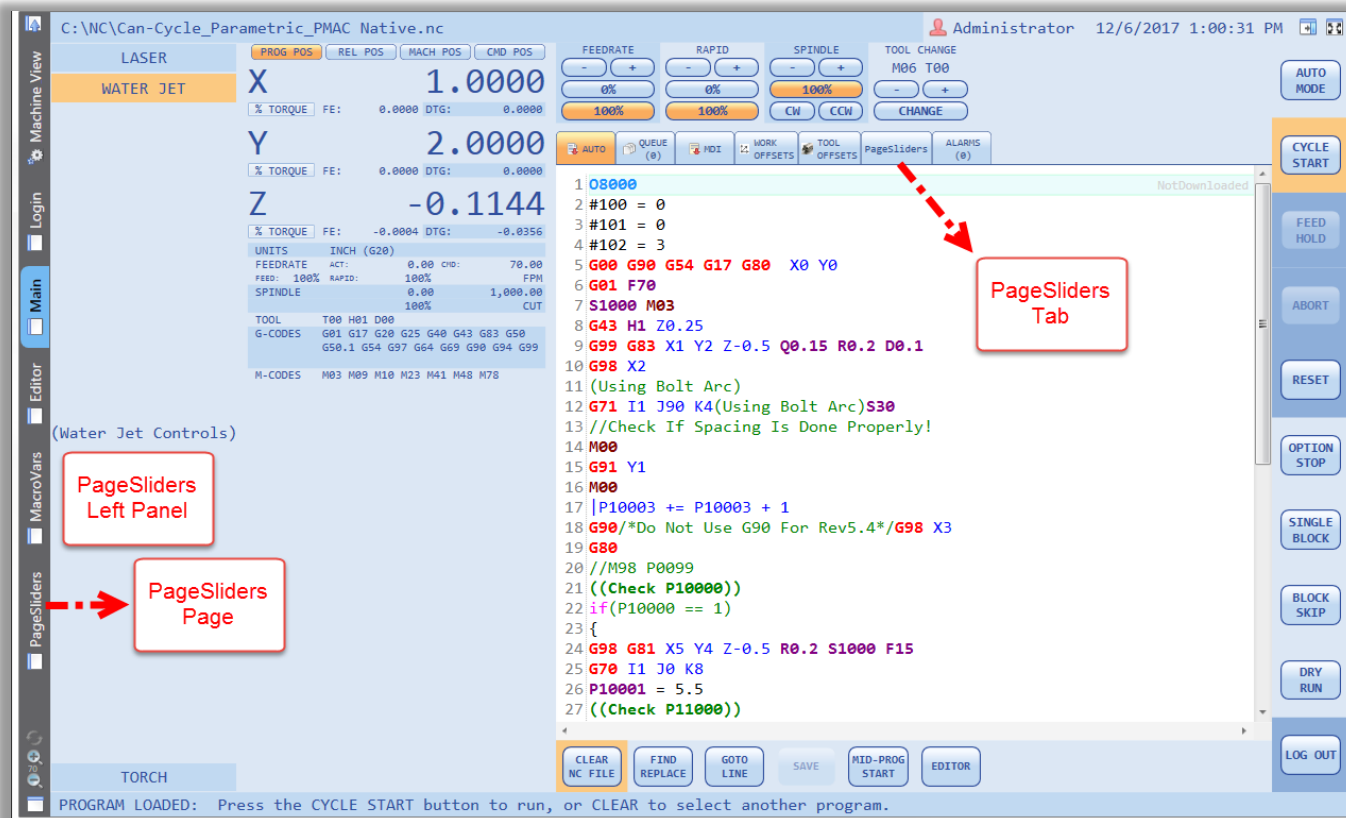 C:\NC\Can-Cycle_Parametric_PMAC Native.nc
Administrator 12/6/2017 1:00:31 PM
Machine View
Login
Main
Editor
MacroVars
PageSliders
70
LASER
WATER JET
(Water Jet Controls)
PageSliders
Left Panel
PageSliders
Page
TORCH
PROG POS REL POS MACH POS CMD POS
X 1.0000
% TORQUE FE: 0.0000 DTG: 0.0000
Y 2.0000
% TORQUE FE: 0.0000 DTG: 0.0000
Z -0.1144
% TORQUE FE: -0.0004 DTG: -0.0356
UNITS INCH (G20)
FEEDRATE ACT: 0.00 CMD: 70.00
FEED: 100% RAPID: 100% FPM
SPINDLE 0.00 1,000.00
100% CUT
TOOL T00 H01 D00
G-CODES G01 G17 G20 G25 G40 G43 G83 G50
G50.1 G54 G97 G64 G69 G90 G94 G99
M-CODES M03 M09 M10 M23 M41 M48 M78
FEEDRATE RAPID SPINDLE TOOL CHANGE
- + - + - + M06 T00
0% 0% 100% - +
100% 100% CW CCW CHANGE
AUTO QUEUE (0) MDI WORK OFFSETS TOOL OFFSETS PageSliders ALARMS (0)
1 O8000 NotDownloaded
2 #100 = 0
3 #101 = 0
4 #102 = 3
5 G00 G90 G54 G17 G80 X0 Y0
6 G01 F70
7 S1000 M03
8 G43 H1 Z0.25
9 G99 G83 X1 Y2 Z-0.5 Q0.15 R0.2 D0.1
10 G98 X2
11 (Using Bolt Arc)
12 G71 I1 J90 K4(Using Bolt Arc)S30
13 //Check If Spacing Is Done Properly!
14 M00
15 G91 Y1
16 M00
17 |P10003 += P10003 + 1
18 G90/*Do Not Use G90 For Rev5.4*/G98 X3
19 G80
20 //M98 P0099
21 ((Check P10000))
22 if(P10000 == 1)
23 {
24 G98 G81 X5 Y4 Z-0.5 R0.2 S1000 F15
25 G70 I1 J0 K8
26 P10001 = 5.5
27 ((Check P11000))
PageSliders
Tab
CLEAR
NC FILE
FIND
REPLACE
GOTO
LINE
SAVE
MID-PROG
START
EDITOR
AUTO
MODE
CYCLE
START
FEED
HOLD
ABORT
RESET
OPTION
STOP
SINGLE
BLOCK
BLOCK
SKIP
DRY
RUN
LOG OUT
PROGRAM LOADED: Press the CYCLE START button to run, or CLEAR to select another program.